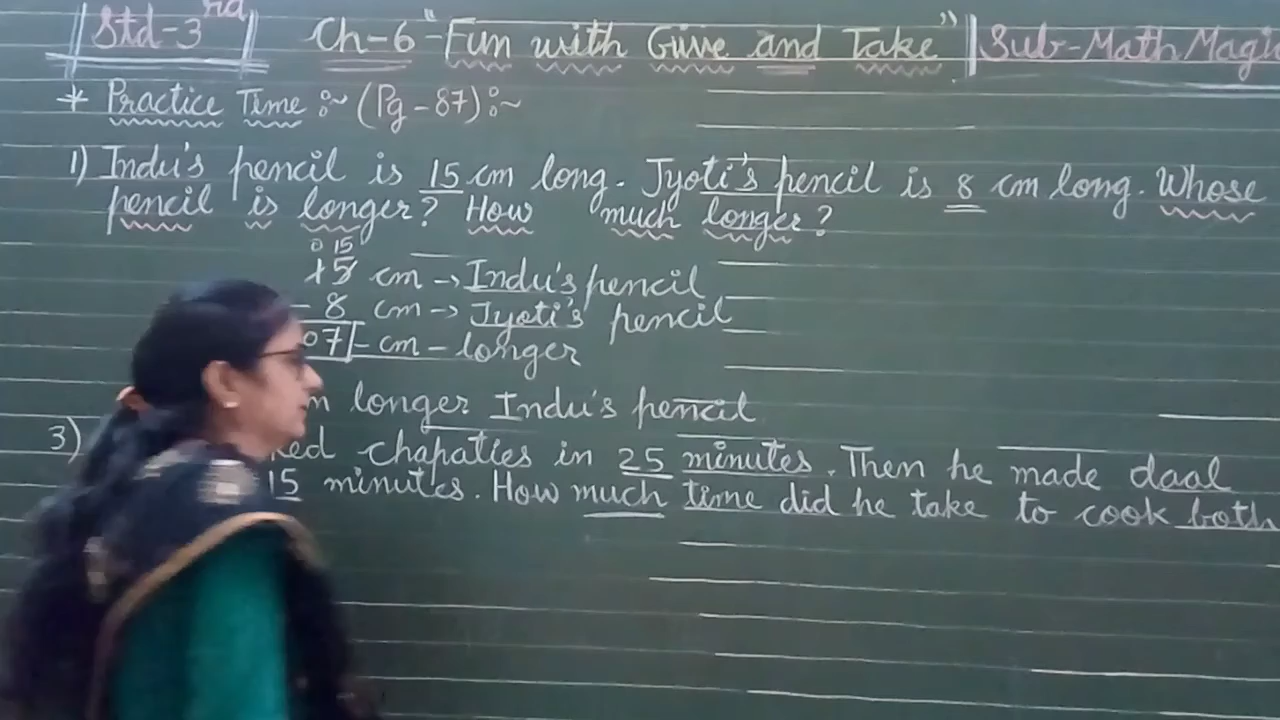 Std-3rd Ch-6 "Fun with Give and Take" Sub-Math Magi
* Practice Time :~ (Pg-87):~
1) Indu's pencil is 15 cm long. Jyoti's pencil is 8 cm long. Whose
pencil is longer? How much longer?
0 15
15 cm → Indu's pencil
- 8 cm → Jyoti's pencil
07 - cm - longer
longer Indu's pencil
3) chapaties in 25 minutes. Then he made daal
15 minutes. How much time did he take to cook both